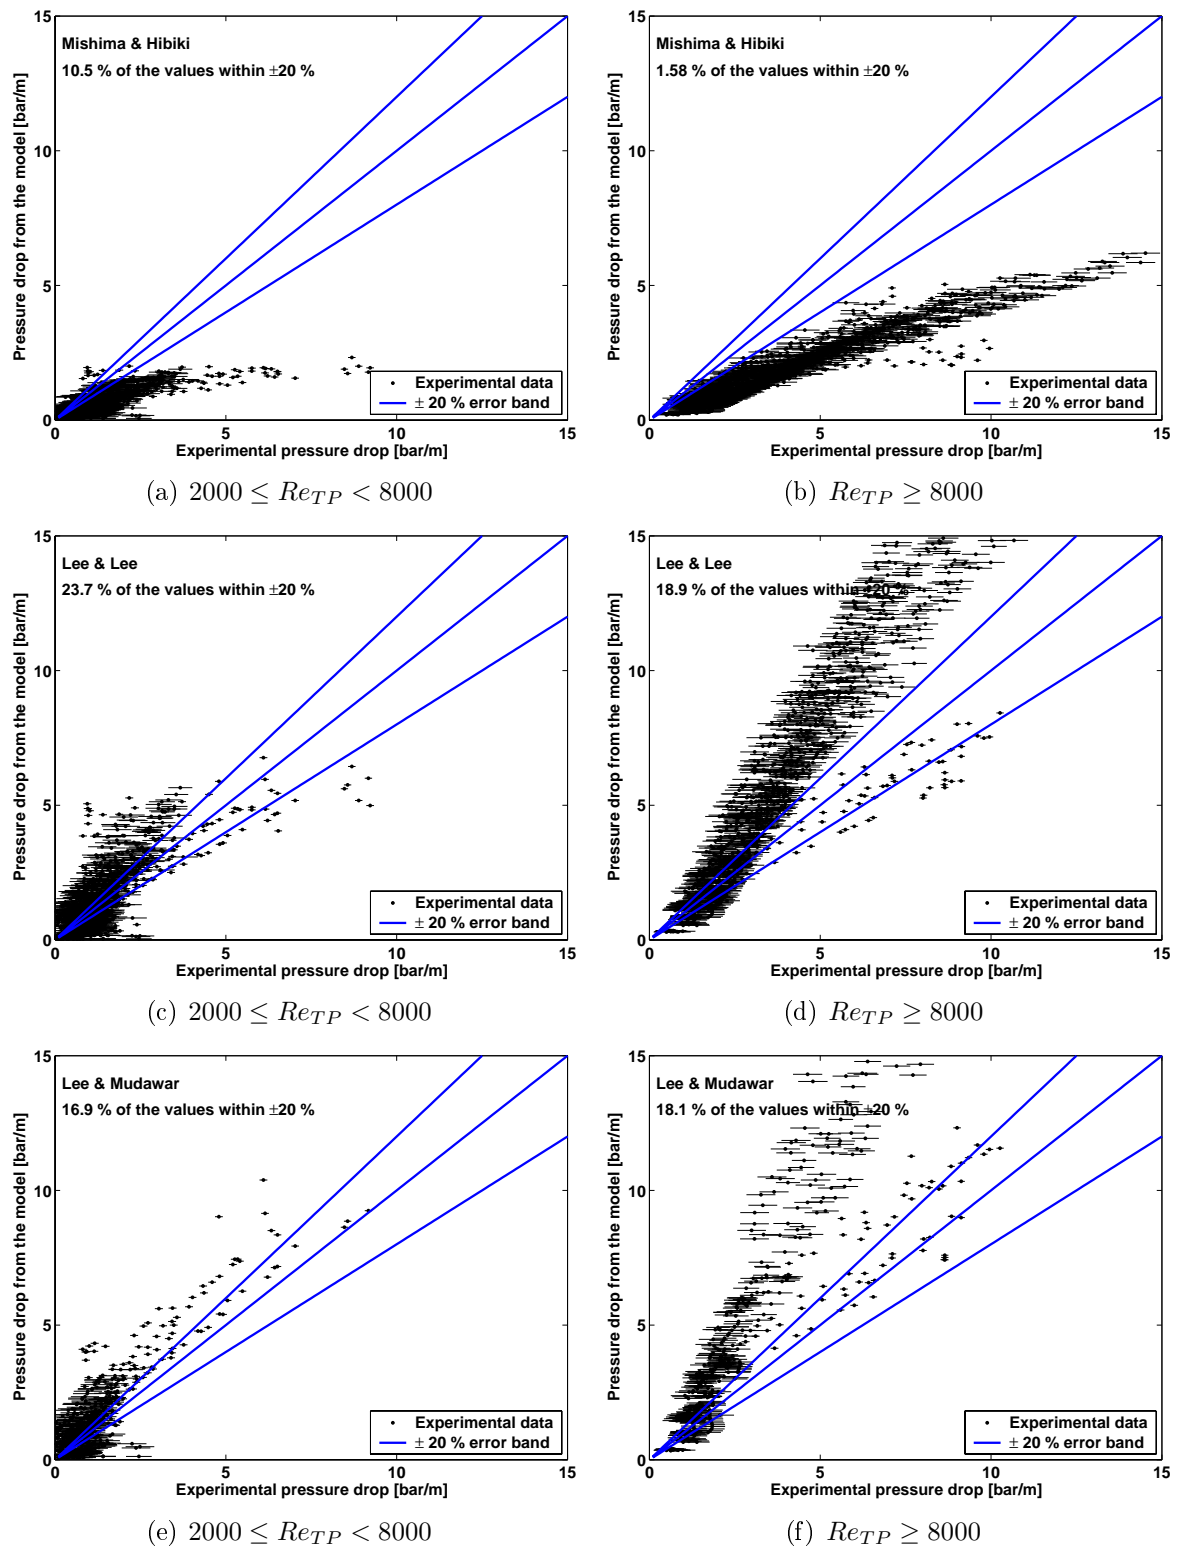 15
10
5
0
0
5
10
15
Pressure drop from the model [bar/m]
Mishima & Hibiki
10.5 % of the values within ±20 %
Experimental data
± 20 % error band
Experimental pressure drop [bar/m]
(a) 2000 ≤ Re_TP < 8000
15
10
5
0
0
5
10
15
Pressure drop from the model [bar/m]
Mishima & Hibiki
1.58 % of the values within ±20 %
Experimental data
± 20 % error band
Experimental pressure drop [bar/m]
(b) Re_TP ≥ 8000
15
10
5
0
0
5
10
15
Pressure drop from the model [bar/m]
Lee & Lee
23.7 % of the values within ±20 %
Experimental data
± 20 % error band
Experimental pressure drop [bar/m]
(c) 2000 ≤ Re_TP < 8000
15
10
5
0
0
5
10
15
Pressure drop from the model [bar/m]
Lee & Lee
18.9 % of the values within ±20 %
Experimental data
± 20 % error band
Experimental pressure drop [bar/m]
(d) Re_TP ≥ 8000
15
10
5
0
0
5
10
15
Pressure drop from the model [bar/m]
Lee & Mudawar
16.9 % of the values within ±20 %
Experimental data
± 20 % error band
Experimental pressure drop [bar/m]
(e) 2000 ≤ Re_TP < 8000
15
10
5
0
0
5
10
15
Pressure drop from the model [bar/m]
Lee & Mudawar
18.1 % of the values within ±20 %
Experimental data
± 20 % error band
Experimental pressure drop [bar/m]
(f) Re_TP ≥ 8000